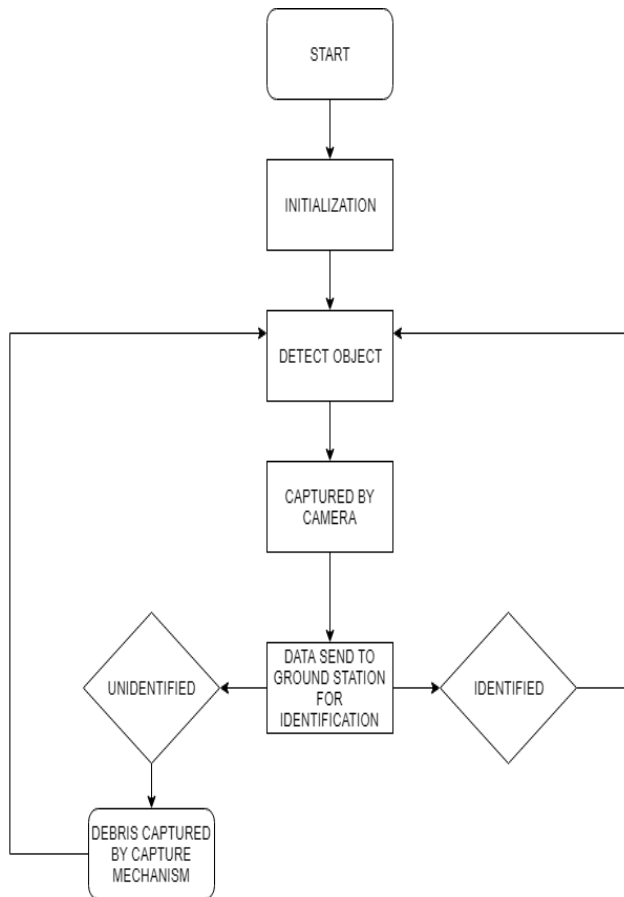 START
INITIALIZATION
DETECT OBJECT
CAPTURED BY
CAMERA
DATA SEND TO
GROUND STATION
FOR
IDENTIFICATION
UNIDENTIFIED
IDENTIFIED
DEBRIS CAPTURED
BY CAPTURE
MECHANISM